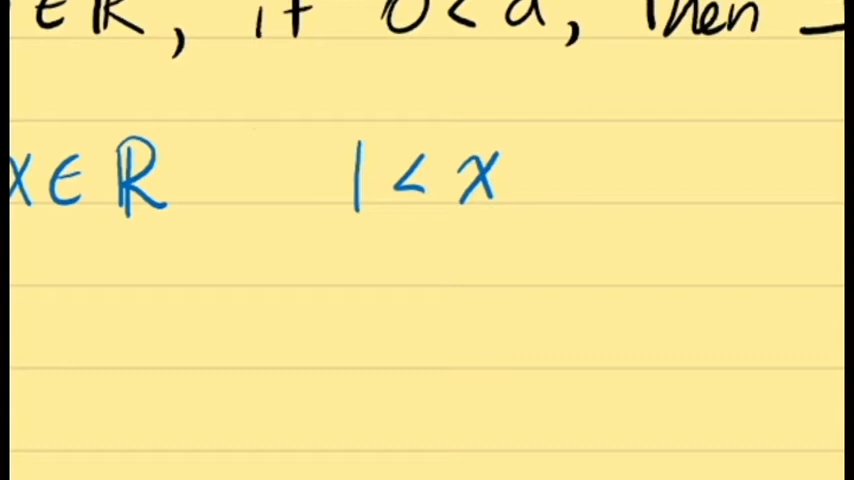 ∈ℝ, if 0 < a, then
x∈ℝ 1 < x